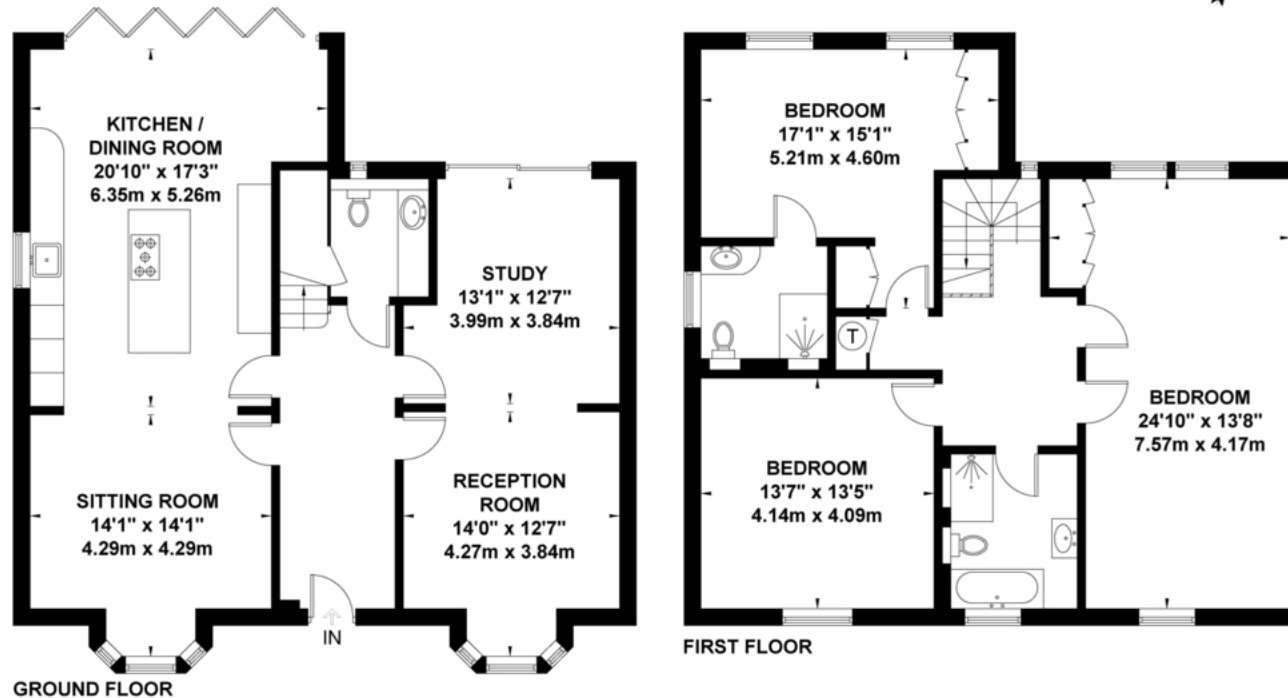 KITCHEN /
DINING ROOM
20'10" x 17'3"
6.35m x 5.26m
STUDY
13'1" x 12'7"
3.99m x 3.84m
SITTING ROOM
14'1" x 14'1"
4.29m x 4.29m
RECEPTION
ROOM
14'0" x 12'7"
4.27m x 3.84m
IN
GROUND FLOOR
BEDROOM
17'1" x 15'1"
5.21m x 4.60m
T
BEDROOM
24'10" x 13'8"
7.57m x 4.17m
BEDROOM
13'7" x 13'5"
4.14m x 4.09m
FIRST FLOOR